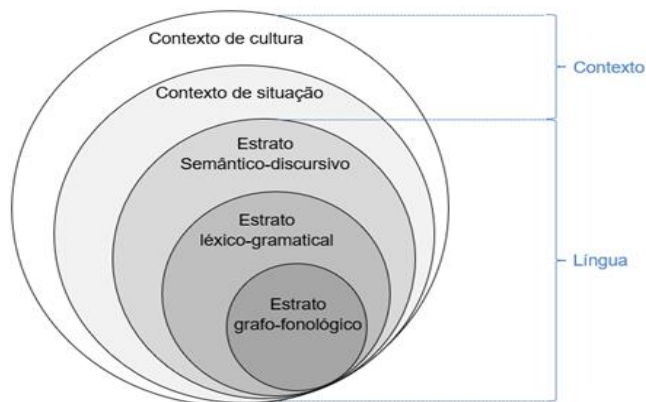 Contexto de cultura
Contexto de situação
Estrato
Semântico-discursivo
Estrato
léxico-gramatical
Estrato
grafo-fonológico
Contexto
Língua